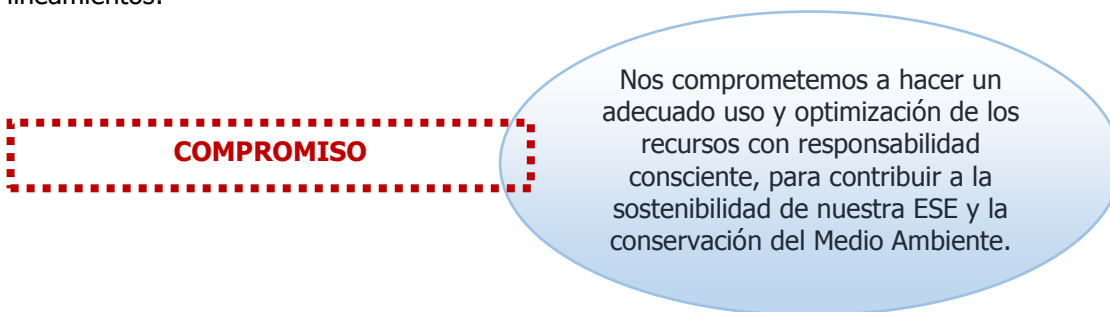 lineamientos.
COMPROMISO
Nos comprometemos a hacer un
adecuado uso y optimización de los
recursos con responsabilidad
consciente, para contribuir a la
sostenibilidad de nuestra ESE y la
conservación del Medio Ambiente.